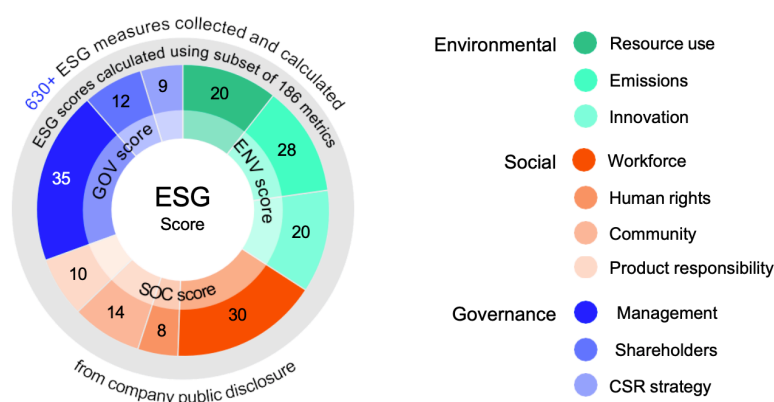 630+ ESG measures collected and calculated
ESG scores calculated using subset of 186 metrics
9
12
20
GOV score
ENV score
28
35
ESG
Score
20
10
SOC score
14
8
30
from company public disclosure
Environmental
Resource use
Emissions
Innovation
Social
Workforce
Human rights
Community
Product responsibility
Governance
Management
Shareholders
CSR strategy